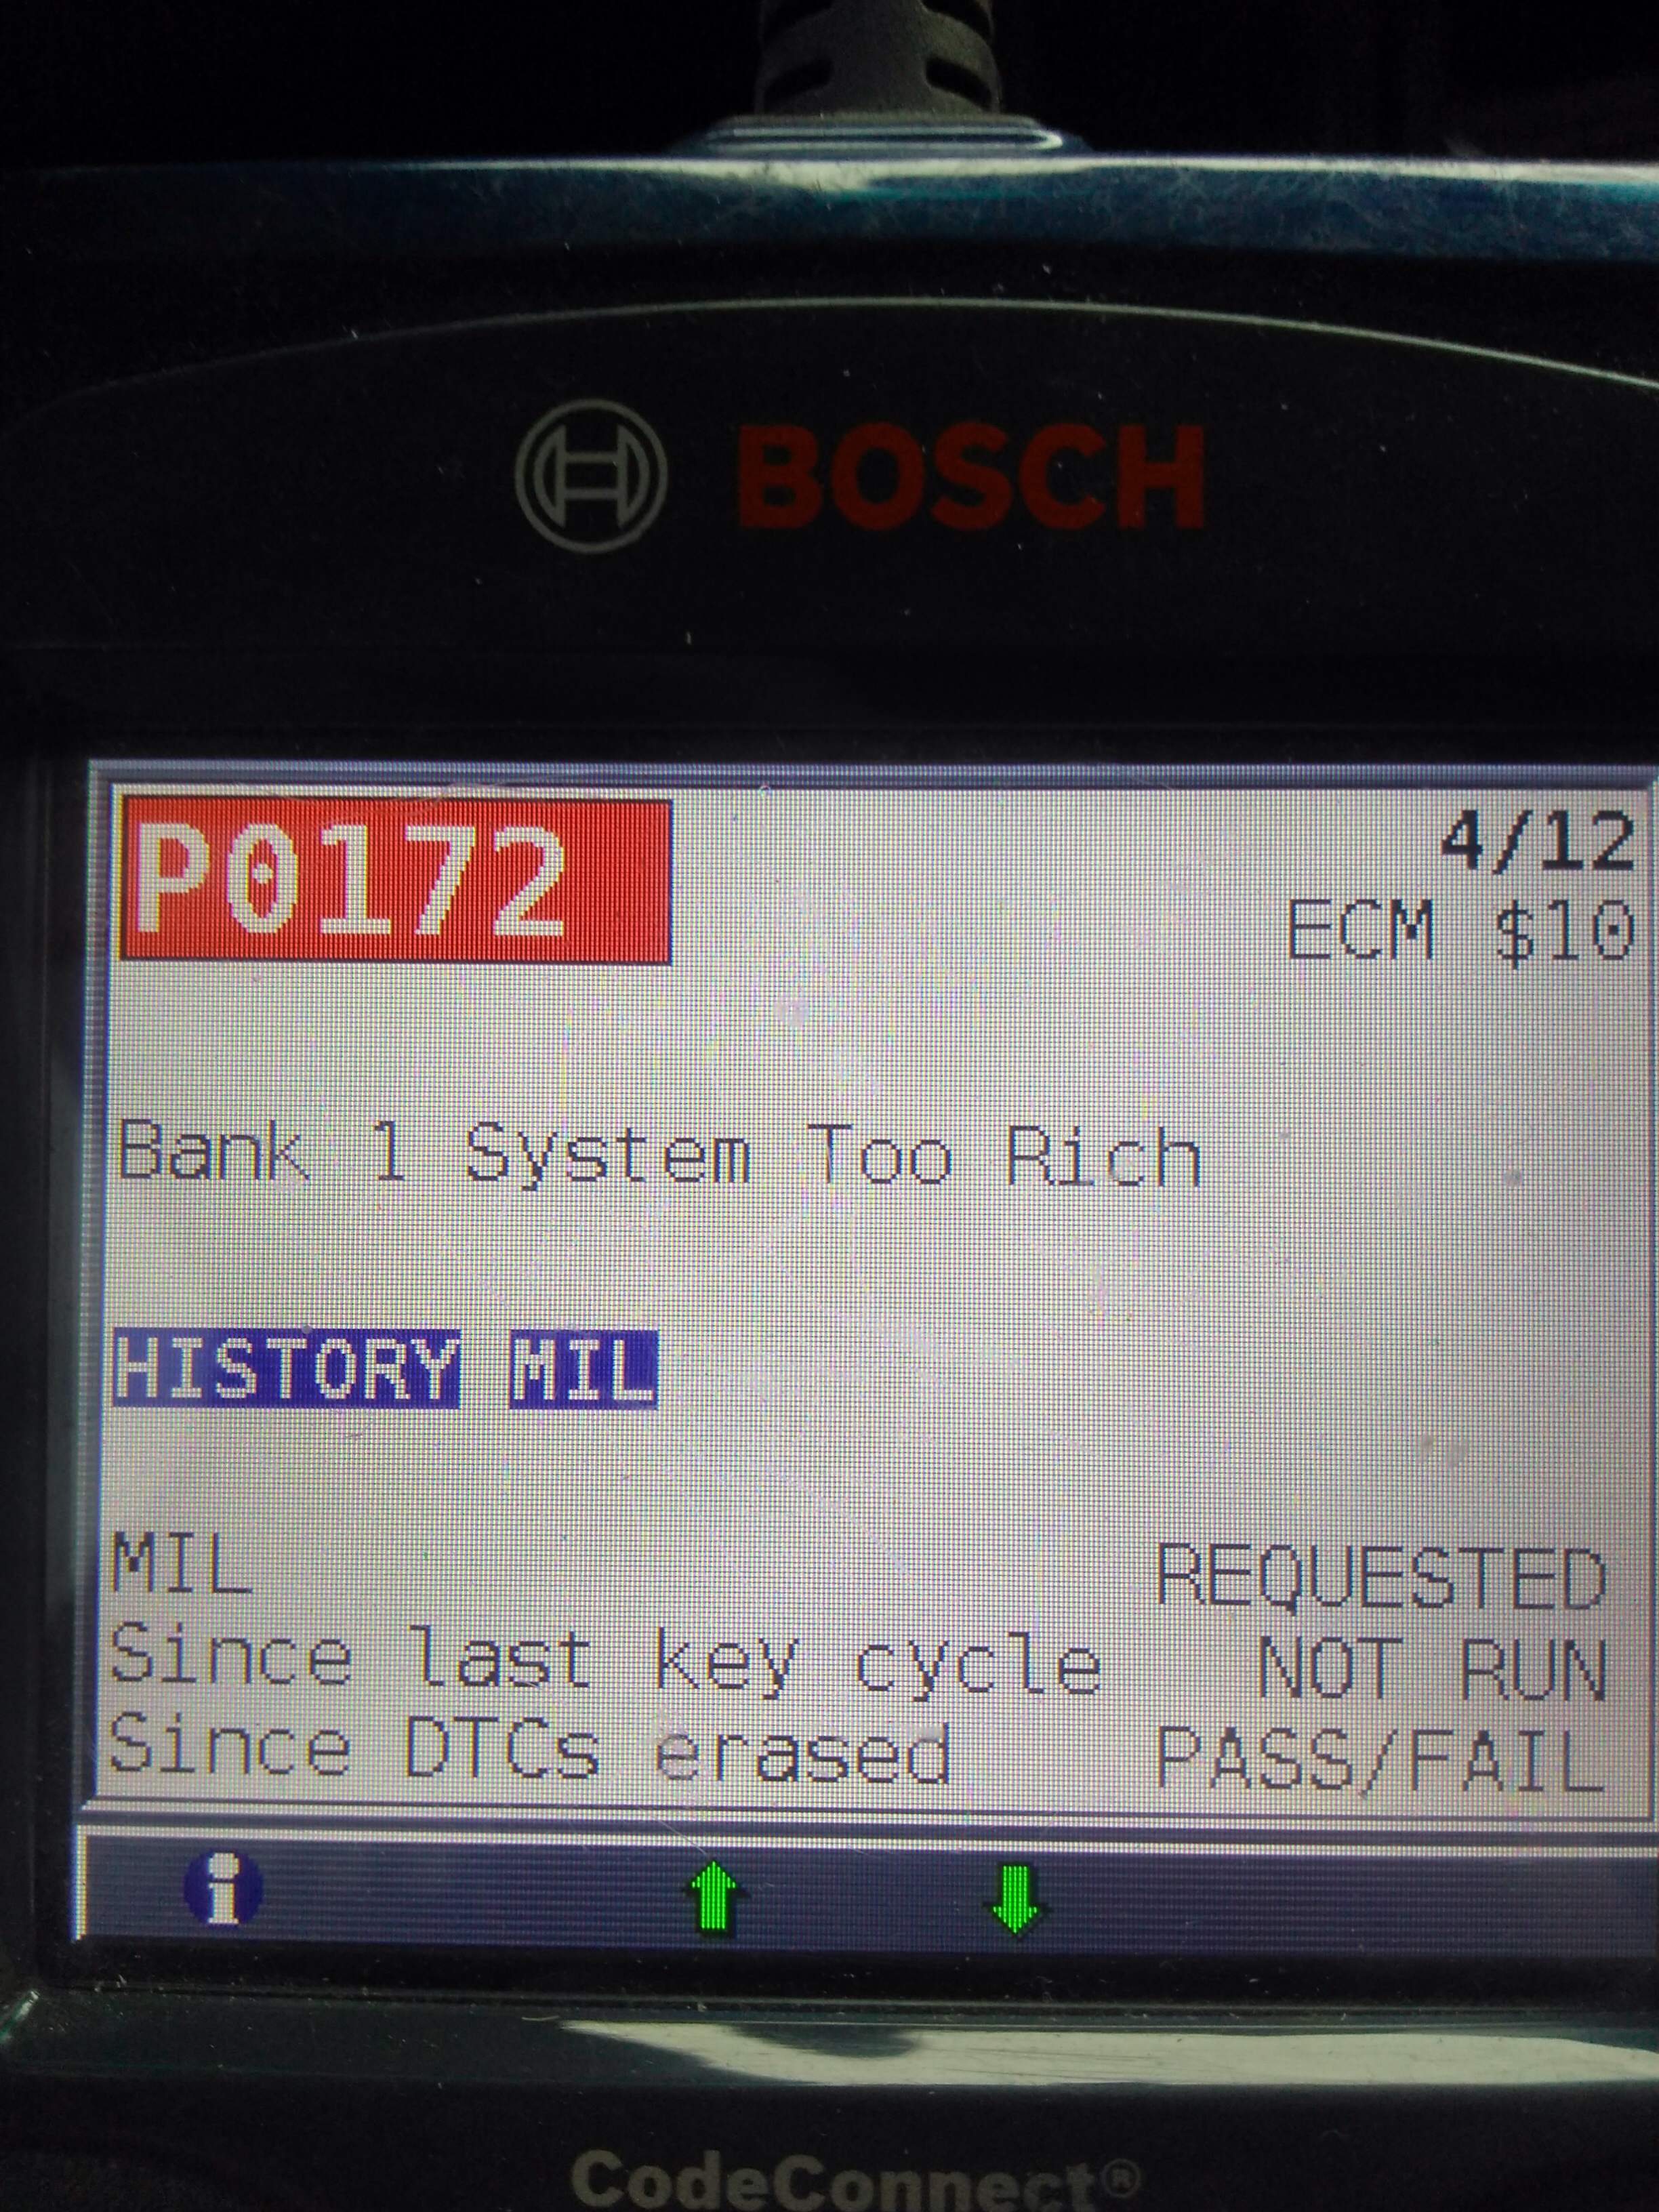 BOSCH
P0172
4/12
ECM $10
Bank 1 System Too Rich
HISTORY MIL
MIL REQUESTED
Since last key cycle NOT RUN
Since DTCs erased PASS/FAIL
i
CodeConnect®